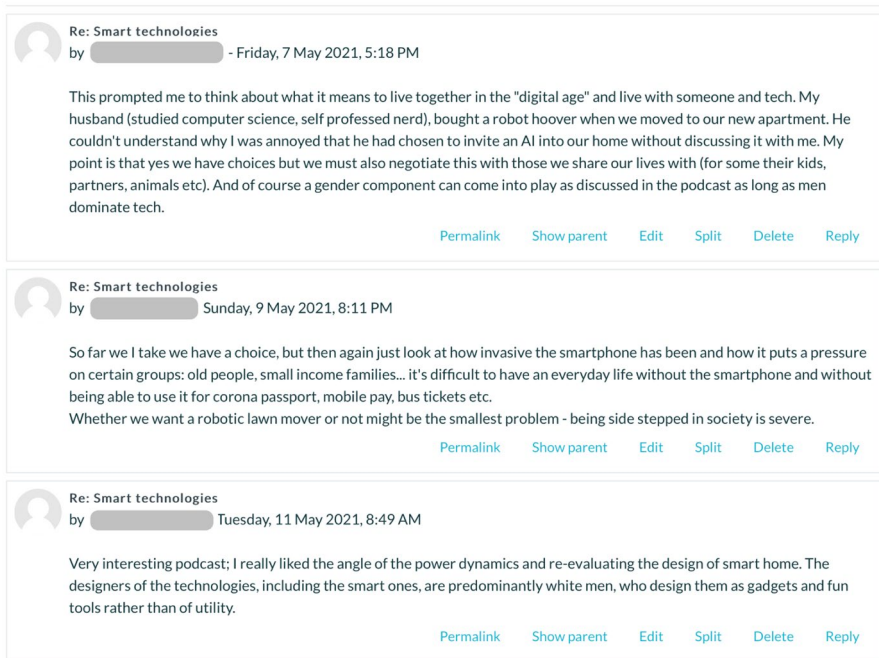 Re: Smart technologies
by - Friday, 7 May 2021, 5:18 PM
This prompted me to think about what it means to live together in the "digital age" and live with someone and tech. My
husband (studied computer science, self professed nerd), bought a robot hoover when we moved to our new apartment. He
couldn't understand why I was annoyed that he had chosen to invite an AI into our home without discussing it with me. My
point is that yes we have choices but we must also negotiate this with those we share our lives with (for some their kids,
partners, animals etc). And of course a gender component can come into play as discussed in the podcast as long as men
dominate tech.
Permalink Show parent Edit Split Delete Reply
Re: Smart technologies
by Sunday, 9 May 2021, 8:11 PM
So far we I take we have a choice, but then again just look at how invasive the smartphone has been and how it puts a pressure
on certain groups: old people, small income families... it's difficult to have an everyday life without the smartphone and without
being able to use it for corona passport, mobile pay, bus tickets etc.
Whether we want a robotic lawn mover or not might be the smallest problem - being side stepped in society is severe.
Permalink Show parent Edit Split Delete Reply
Re: Smart technologies
by Tuesday, 11 May 2021, 8:49 AM
Very interesting podcast; I really liked the angle of the power dynamics and re-evaluating the design of smart home. The
designers of the technologies, including the smart ones, are predominantly white men, who design them as gadgets and fun
tools rather than of utility.
Permalink Show parent Edit Split Delete Reply